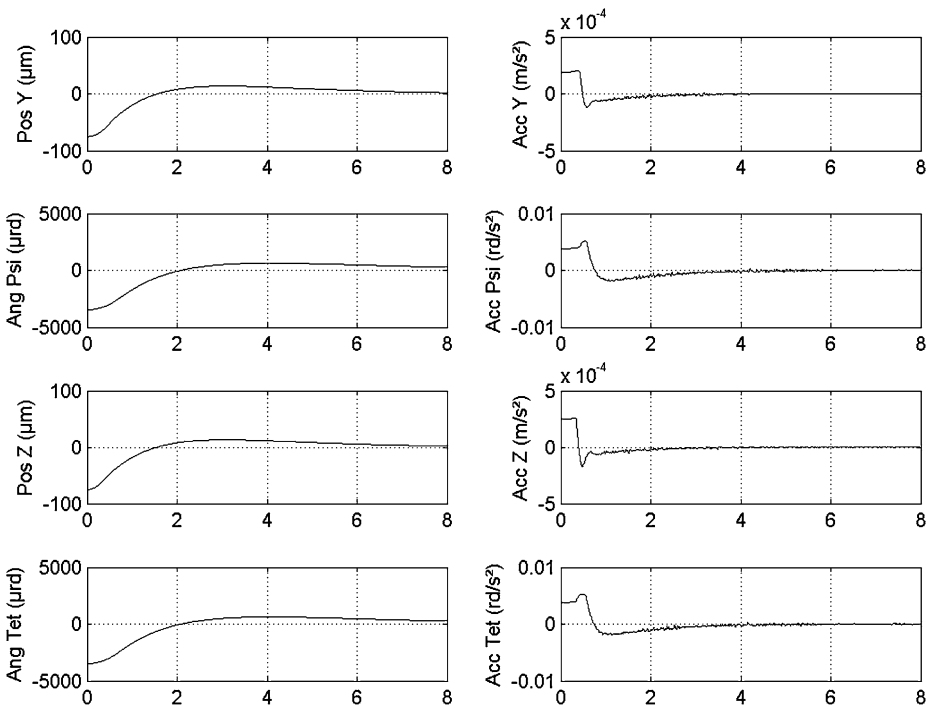 100
0
-100
Pos Y (µm)
0 2 4 6 8
x 10⁻⁴
5
0
-5
Acc Y (m/s²)
0 2 4 6 8
5000
0
-5000
Ang Psi (µrd)
0 2 4 6 8
0.01
0
-0.01
Acc Psi (rd/s²)
0 2 4 6 8
100
0
-100
Pos Z (µm)
0 2 4 6 8
x 10⁻⁴
5
0
-5
Acc Z (m/s²)
0 2 4 6 8
5000
0
-5000
Ang Tet (µrd)
0 2 4 6 8
0.01
0
-0.01
Acc Tet (rd/s²)
0 2 4 6 8